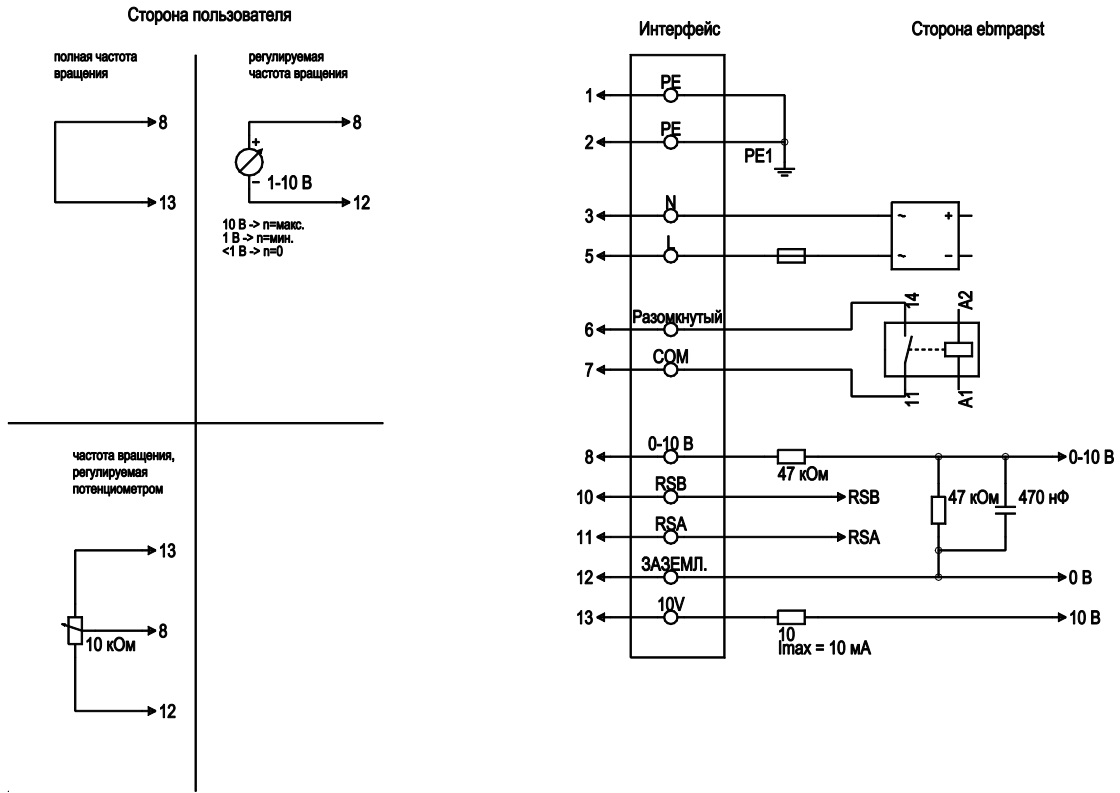 Сторона пользователя
полная частота
вращения
8
13
регулируемая
частота вращения
8
+
−
1-10 В
12
10 В -> n=макс.
1 В -> n=мин.
<1 В -> n=0
частота вращения,
регулируемая
потенциометром
13
8
10 кОм
12
Интерфейс
Сторона ebmpapst
1 PE
2 PE
PE1
3 N ~ +
5 L ~ −
14 A2
6 Разомкнутый
7 COM
11 A1
8 0-10 В 0-10 В
47 кОм
10 RSB RSB 47 кОм 470 нФ
11 RSA RSA
12 ЗАЗЕМЛ. 0 В
13 10V 10 В
10
Imax = 10 мА